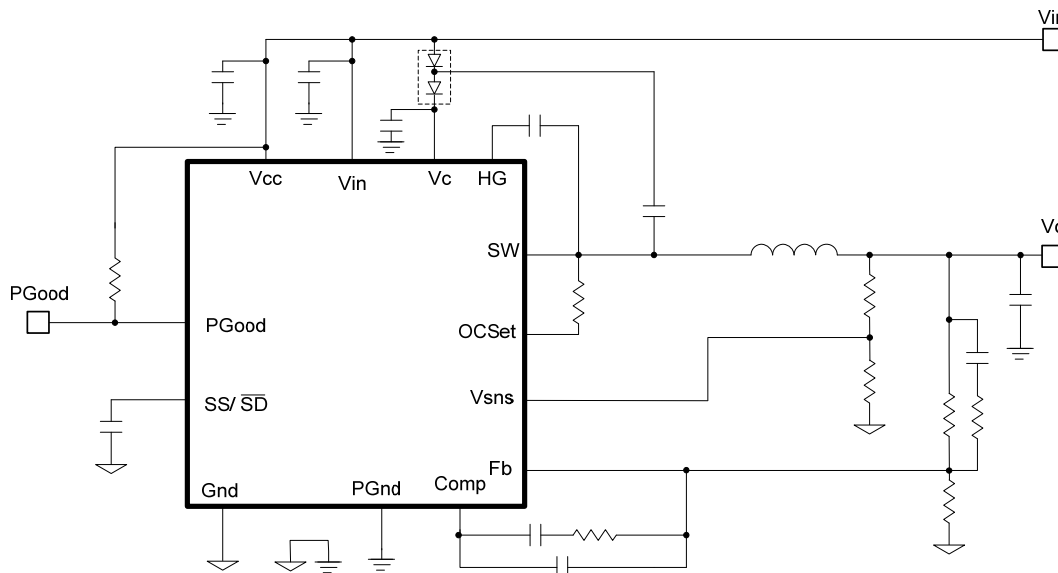 Vin
Vcc
Vin
Vc
HG
SW
PGood
PGood
OCSet
Vsns
SS/ SD
Fb
Comp
Gnd
PGnd